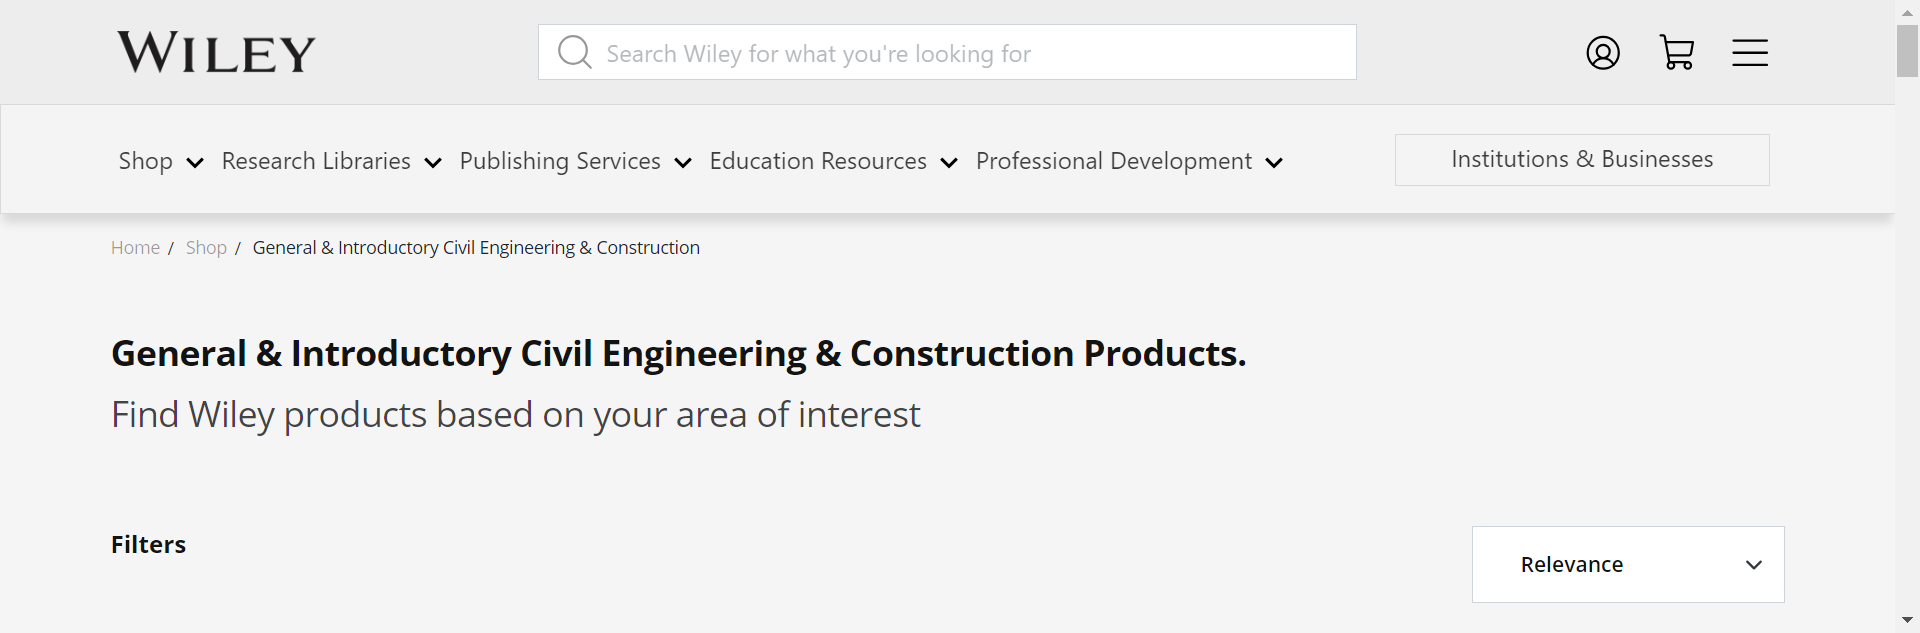 WILEY
Search Wiley for what you're looking for
Shop Research Libraries Publishing Services Education Resources Professional Development Institutions & Businesses
Home / Shop / General & Introductory Civil Engineering & Construction
General & Introductory Civil Engineering & Construction Products.
Find Wiley products based on your area of interest
Filters
Relevance